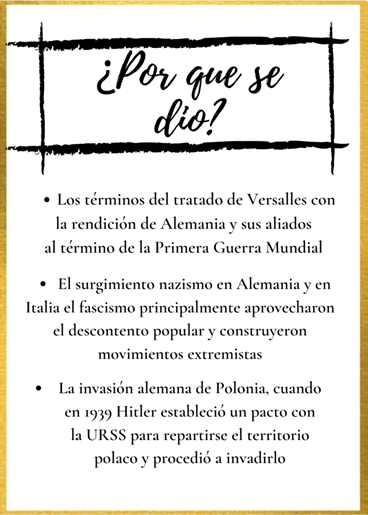 ¿Por que se
dio?
• Los términos del tratado de Versalles con
la rendición de Alemania y sus aliados
al término de la Primera Guerra Mundial
• El surgimiento nazismo en Alemania y en
Italia el fascismo principalmente aprovecharon
el descontento popular y construyeron
movimientos extremistas
• La invasión alemana de Polonia, cuando
en 1939 Hitler estableció un pacto con
la URSS para repartirse el territorio
polaco y procedió a invadirlo